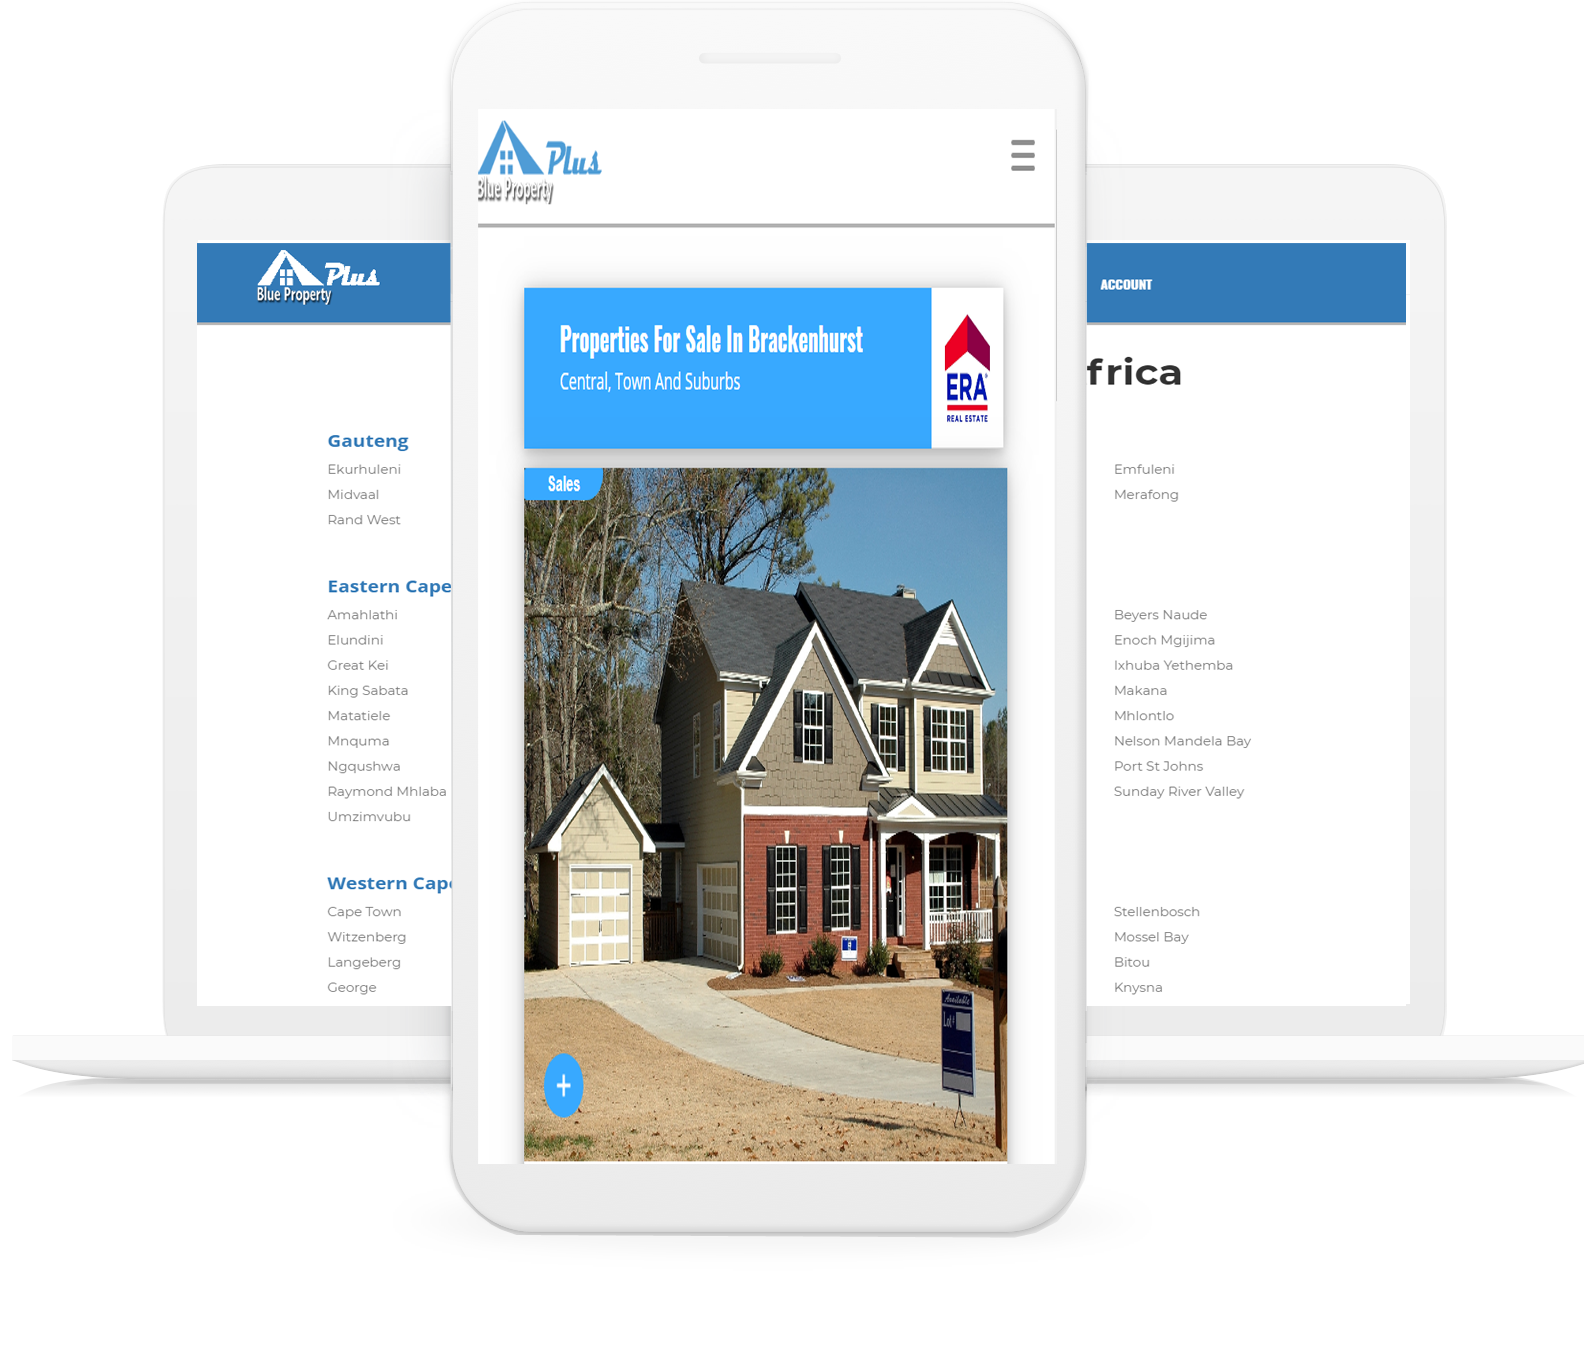 Plus
Blue Property
Properties For Sale In Brackenhurst
Central, Town And Suburbs
ERA
REAL ESTATE
Sales
Available
Lot
+
Plus
Blue Property
ACCOUNT
frica
Gauteng
Ekurhuleni
Midvaal
Rand West
Emfuleni
Merafong
Eastern Cape
Amahlathi
Elundini
Great Kei
King Sabata
Matatiele
Mnquma
Ngqushwa
Raymond Mhlaba
Umzimvubu
Beyers Naude
Enoch Mgijima
Ixhuba Yethemba
Makana
Mhlontlo
Nelson Mandela Bay
Port St Johns
Sunday River Valley
Western Cap
Cape Town
Witzenberg
Langeberg
George
Stellenbosch
Mossel Bay
Bitou
Knysna